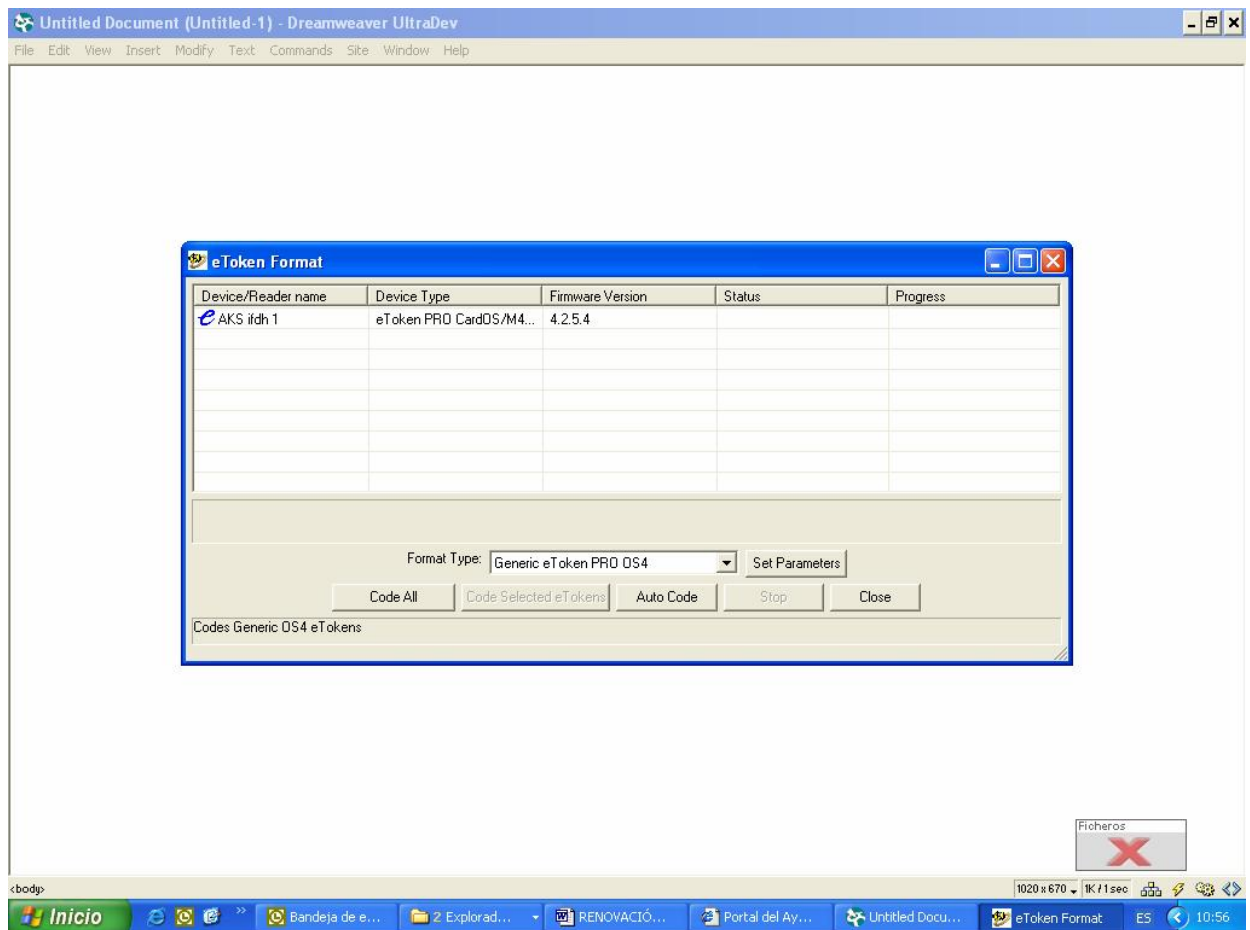 Untitled Document (Untitled-1) - Dreamweaver UltraDev
File Edit View Insert Modify Text Commands Site Window Help
eToken Format
Device/Reader name Device Type Firmware Version Status Progress
AKS ifdh 1 eToken PRO CardOS/M4... 4.2.5.4
Format Type: Generic eToken PRO OS4 Set Parameters
Code All Code Selected eTokens Auto Code Stop Close
Codes Generic OS4 eTokens
Ficheros
<body> 1020 x 670 1K / 1 sec
Inicio Bandeja de e... 2 Explorad... RENOVACIÓ... Portal del Ay... Untitled Docu... eToken Format ES 10:56